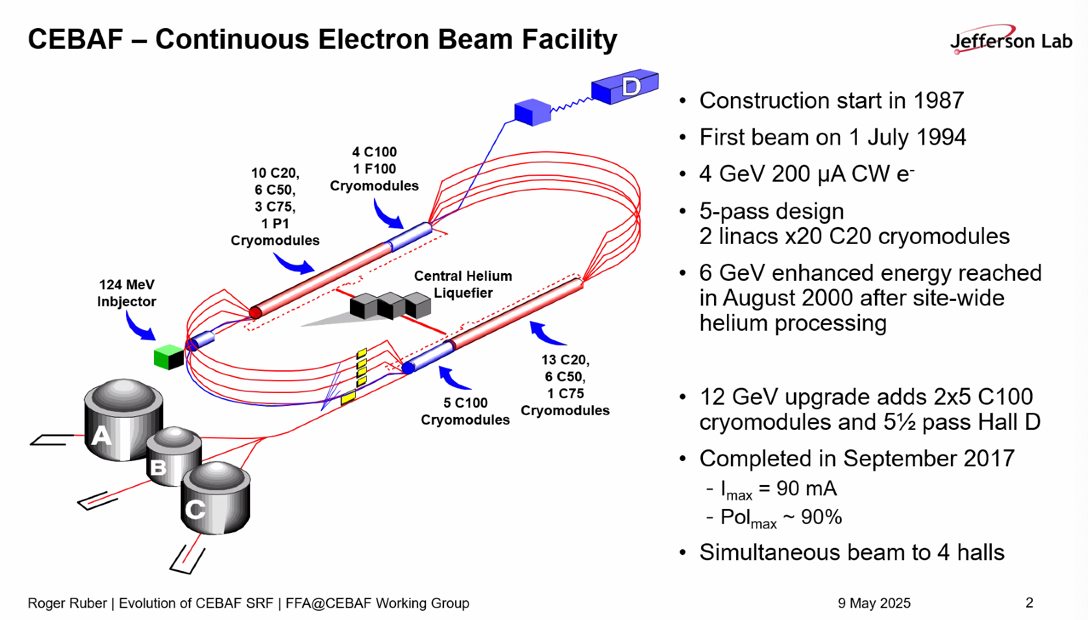 CEBAF – Continuous Electron Beam Facility
Jefferson Lab
D
4 C100
1 F100
Cryomodules
10 C20,
6 C50,
3 C75,
1 P1
Cryomodules
124 MeV
Inbjector
Central Helium
Liquefier
13 C20,
6 C50,
1 C75
Cryomodules
5 C100
Cryomodules
A
B
C
• Construction start in 1987
• First beam on 1 July 1994
• 4 GeV 200 µA CW e-
• 5-pass design
2 linacs x20 C20 cryomodules
• 6 GeV enhanced energy reached
in August 2000 after site-wide
helium processing
• 12 GeV upgrade adds 2x5 C100
cryomodules and 5½ pass Hall D
• Completed in September 2017
- Imax = 90 mA
- Polmax ~ 90%
• Simultaneous beam to 4 halls
Roger Ruber | Evolution of CEBAF SRF | FFA@CEBAF Working Group
9 May 2025
2